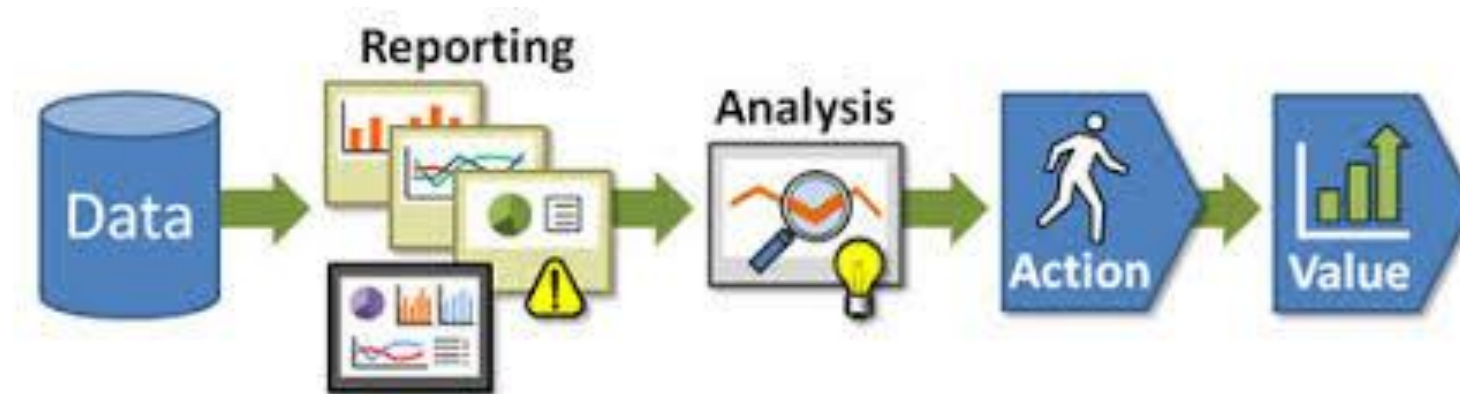 Reporting
Analysis
Data
Action
Value